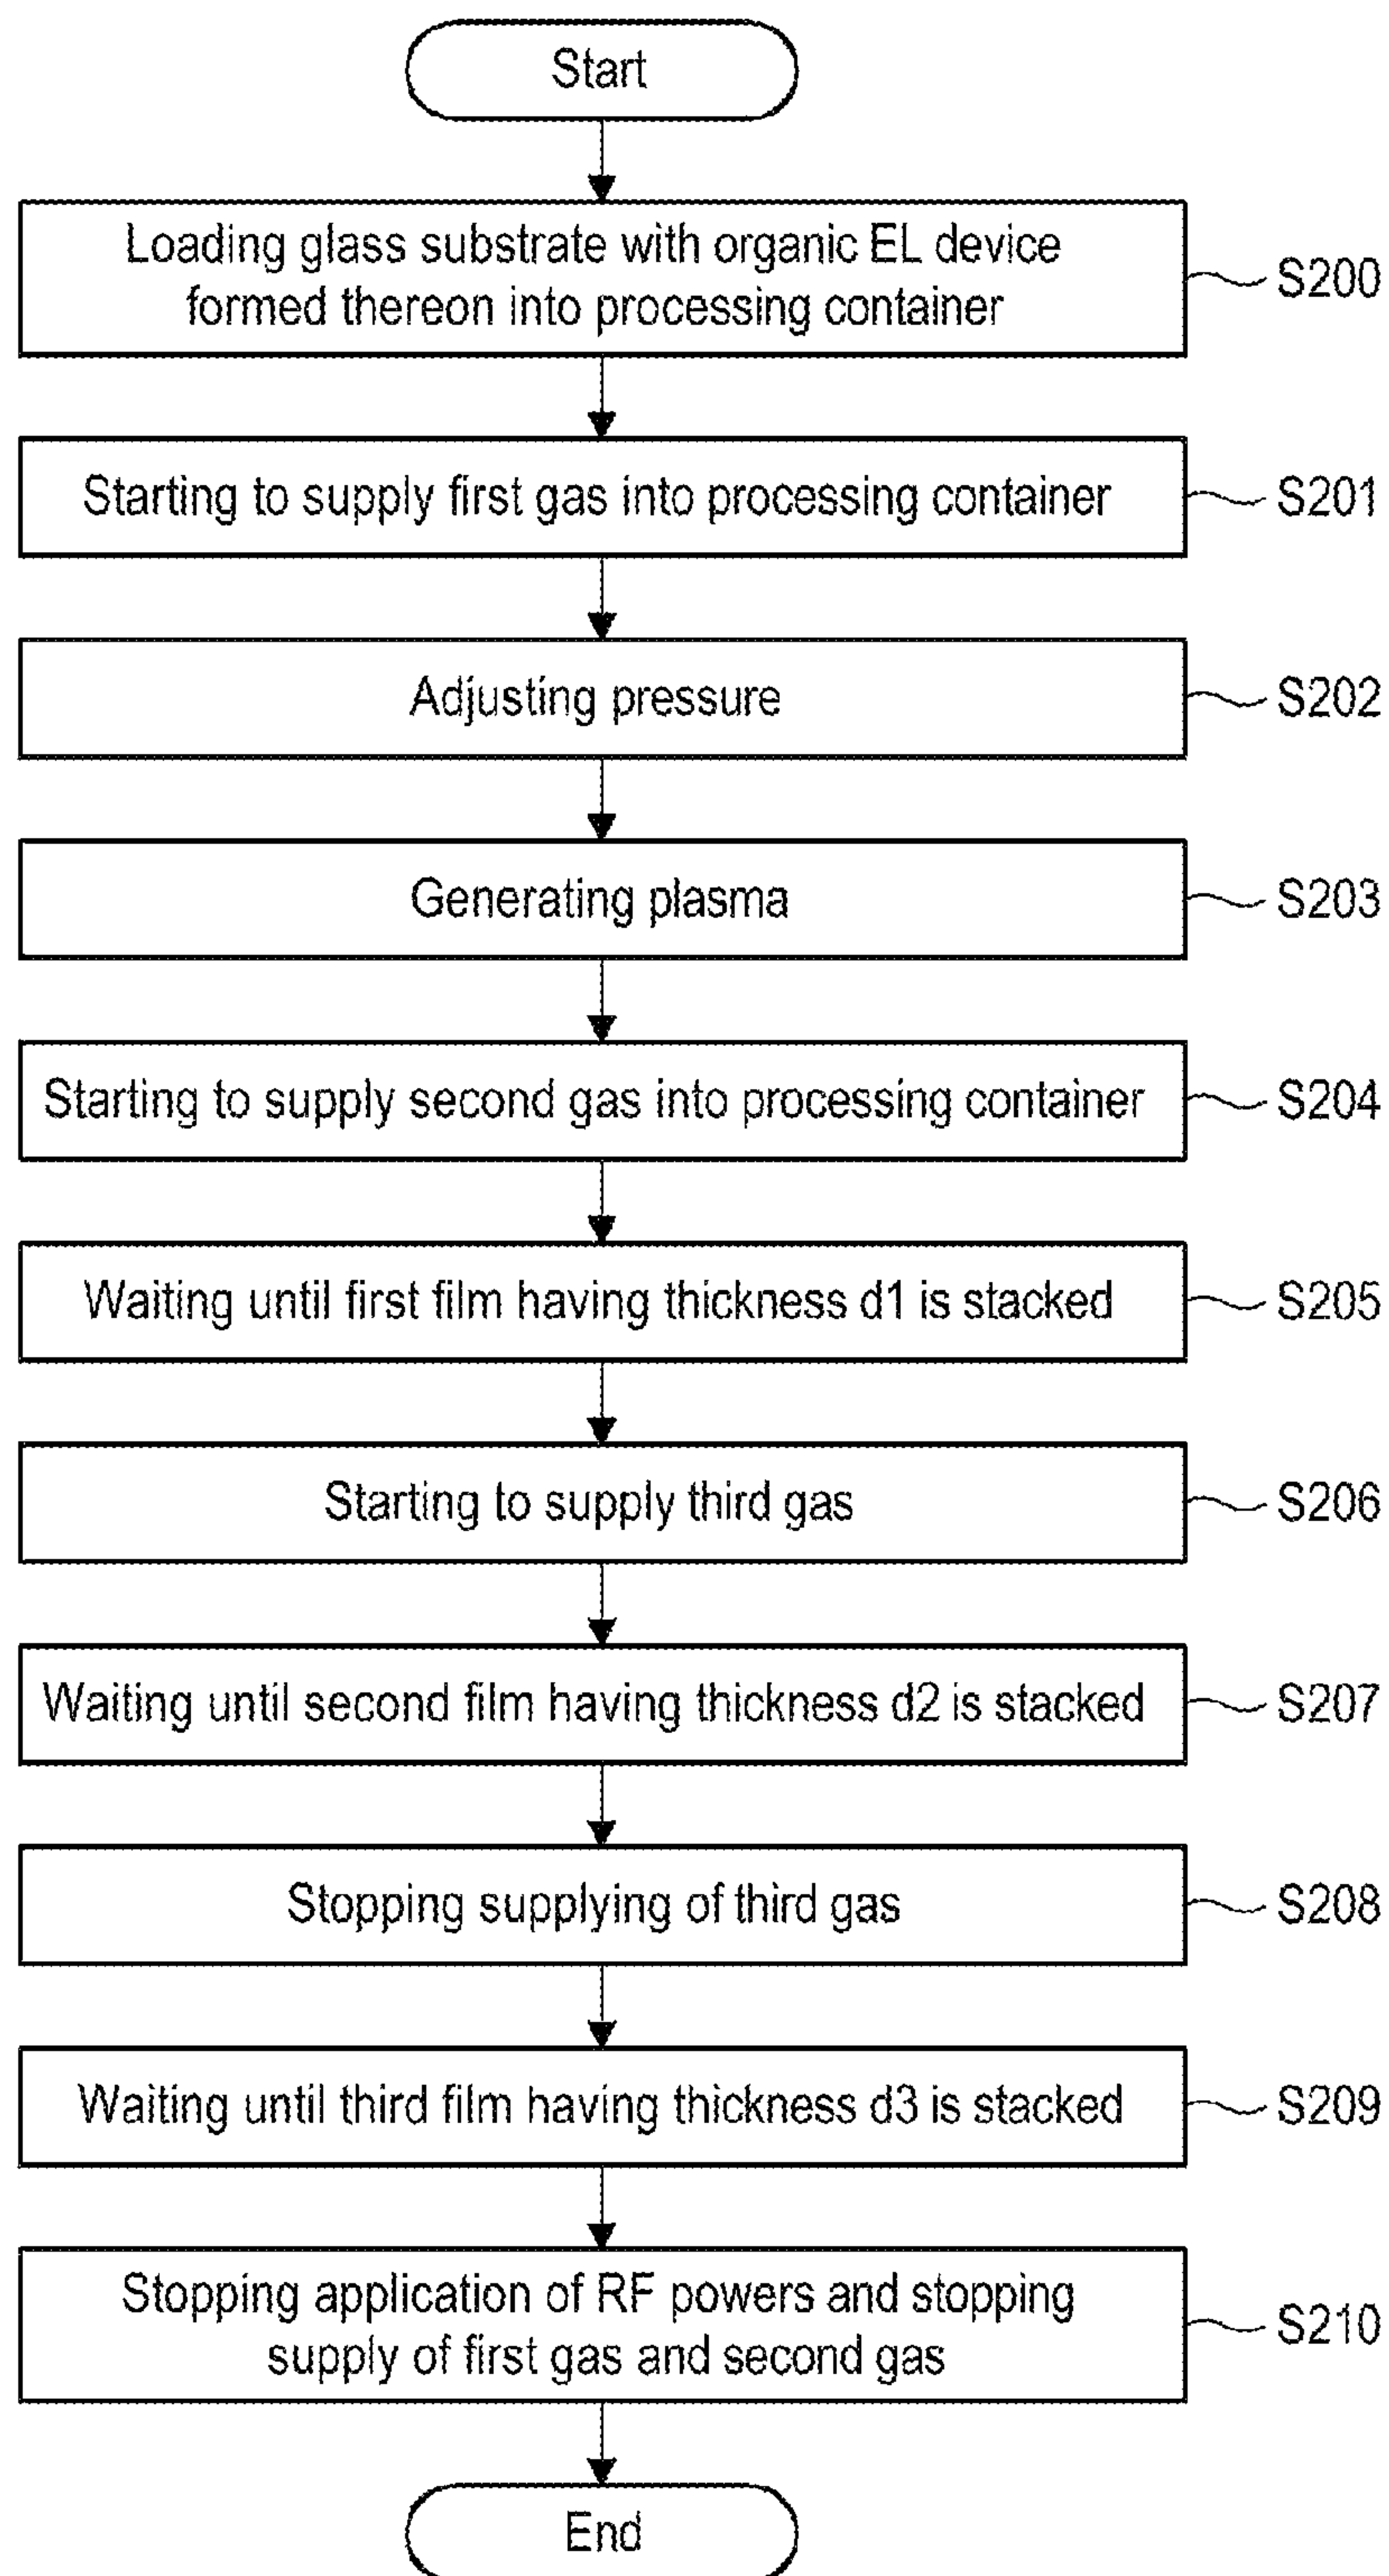 Start
Loading glass substrate with organic EL device
formed thereon into processing container
S200
Starting to supply first gas into processing container
S201
Adjusting pressure
S202
Generating plasma
S203
Starting to supply second gas into processing container
S204
Waiting until first film having thickness d1 is stacked
S205
Starting to supply third gas
S206
Waiting until second film having thickness d2 is stacked
S207
Stopping supplying of third gas
S208
Waiting until third film having thickness d3 is stacked
S209
Stopping application of RF powers and stopping
supply of first gas and second gas
S210
End